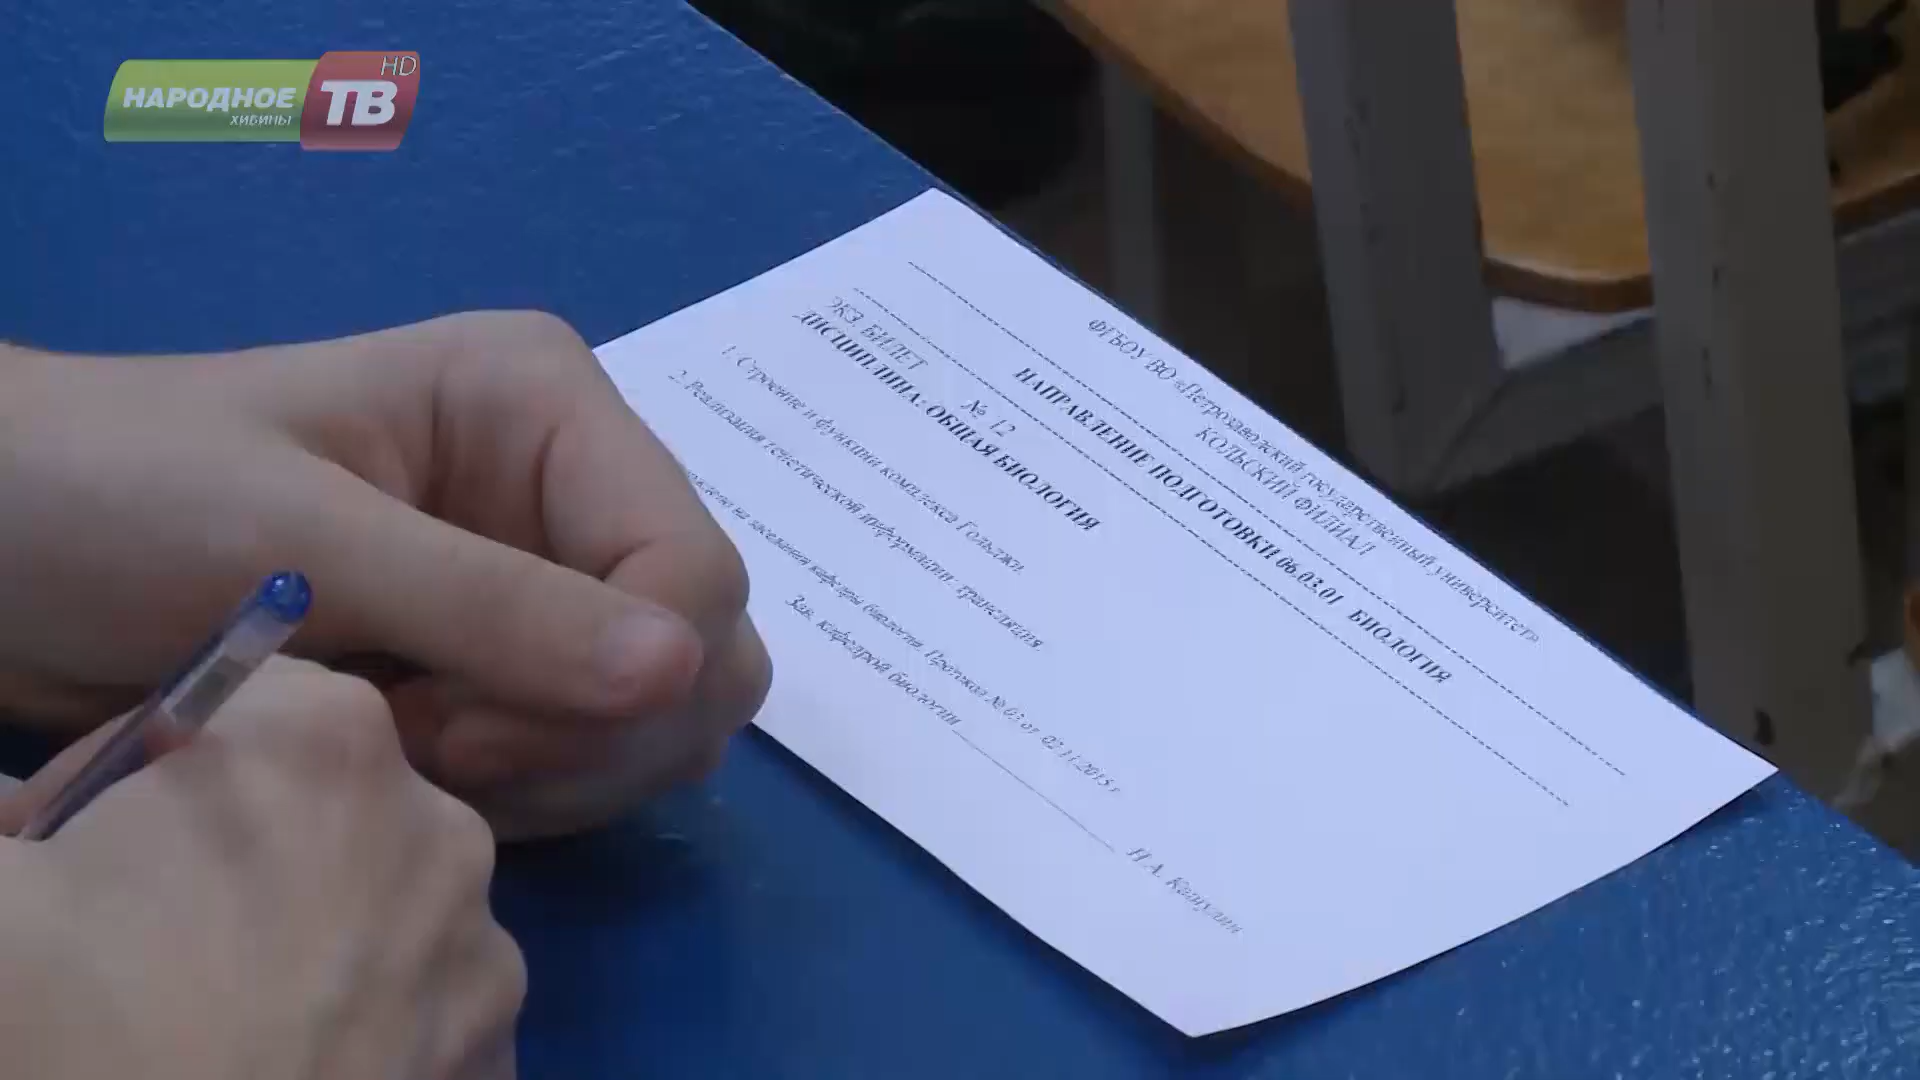 НАРОДНОЕ ТВ HD
ХИБИНЫ
ФГБОУ ВО «Петрозаводский государственный университет»
КОЛЬСКИЙ ФИЛИАЛ
НАПРАВЛЕНИЕ ПОДГОТОВКИ 06.03.01 БИОЛОГИЯ
ЭКЗ. БИЛЕТ № 12
ДИСЦИПЛИНА: ОБЩАЯ БИОЛОГИЯ
1. Строение и функции комплекса Гольджи
2. Реализация генетической информации: трансляция
на заседании кафедры биологии. Протокол № 03 от 02.11.2015 г.
Зав. кафедрой биологии Н.А.